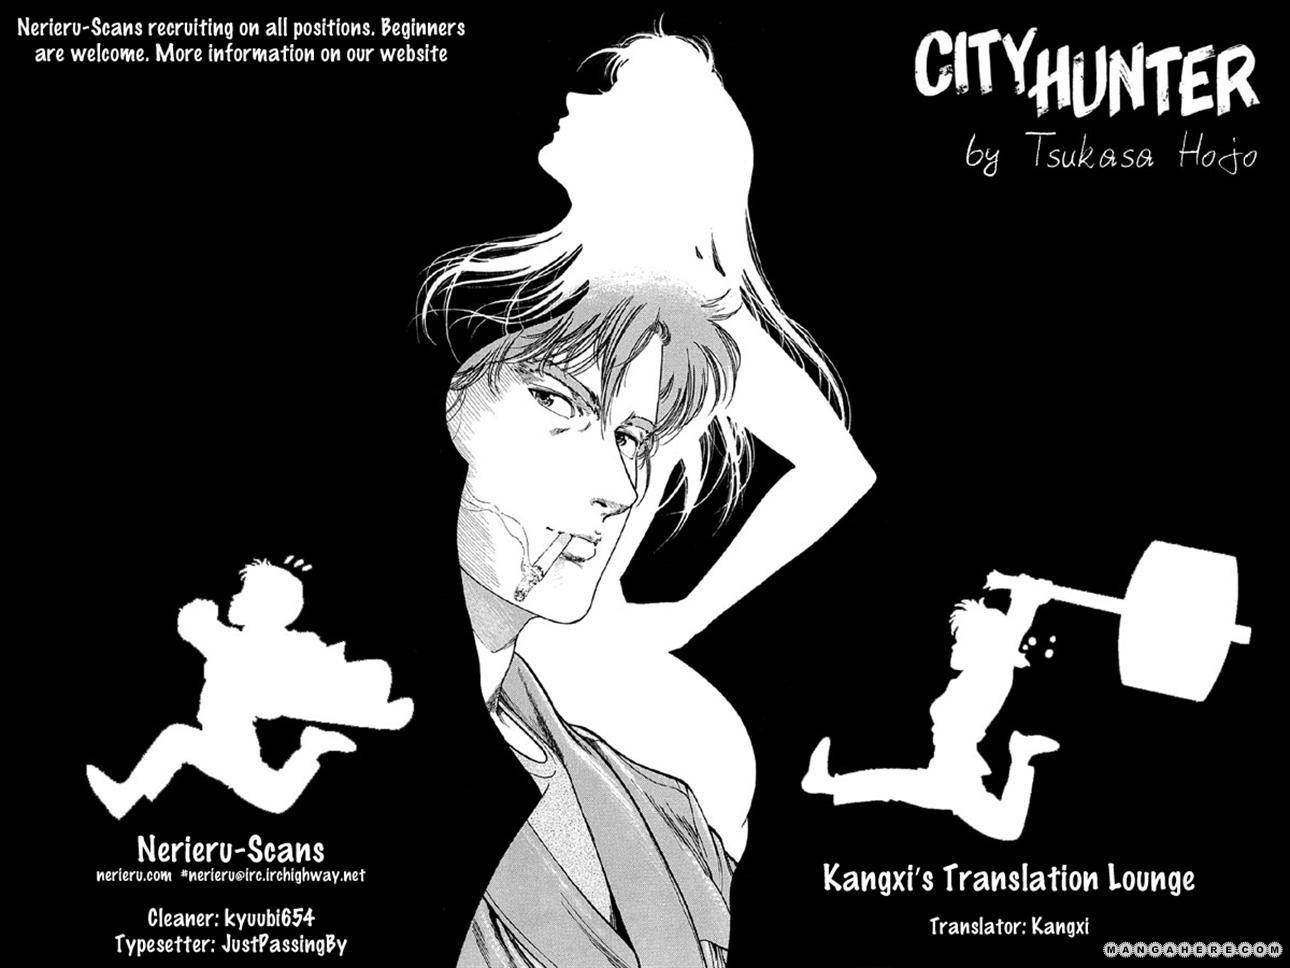 Nerieru-Scans recruiting on all positions. Beginners
are welcome. More information on our website
CITY HUNTER
by Tsukasa Hojo
Nerieru-Scans
nerieru.com #nerieru@irc.irchighway.net
Cleaner: kyuubi654
Typesetter: JustPassingBy
Kangxi's Translation Lounge
Translator: Kangxi
MANGAHERE.COM